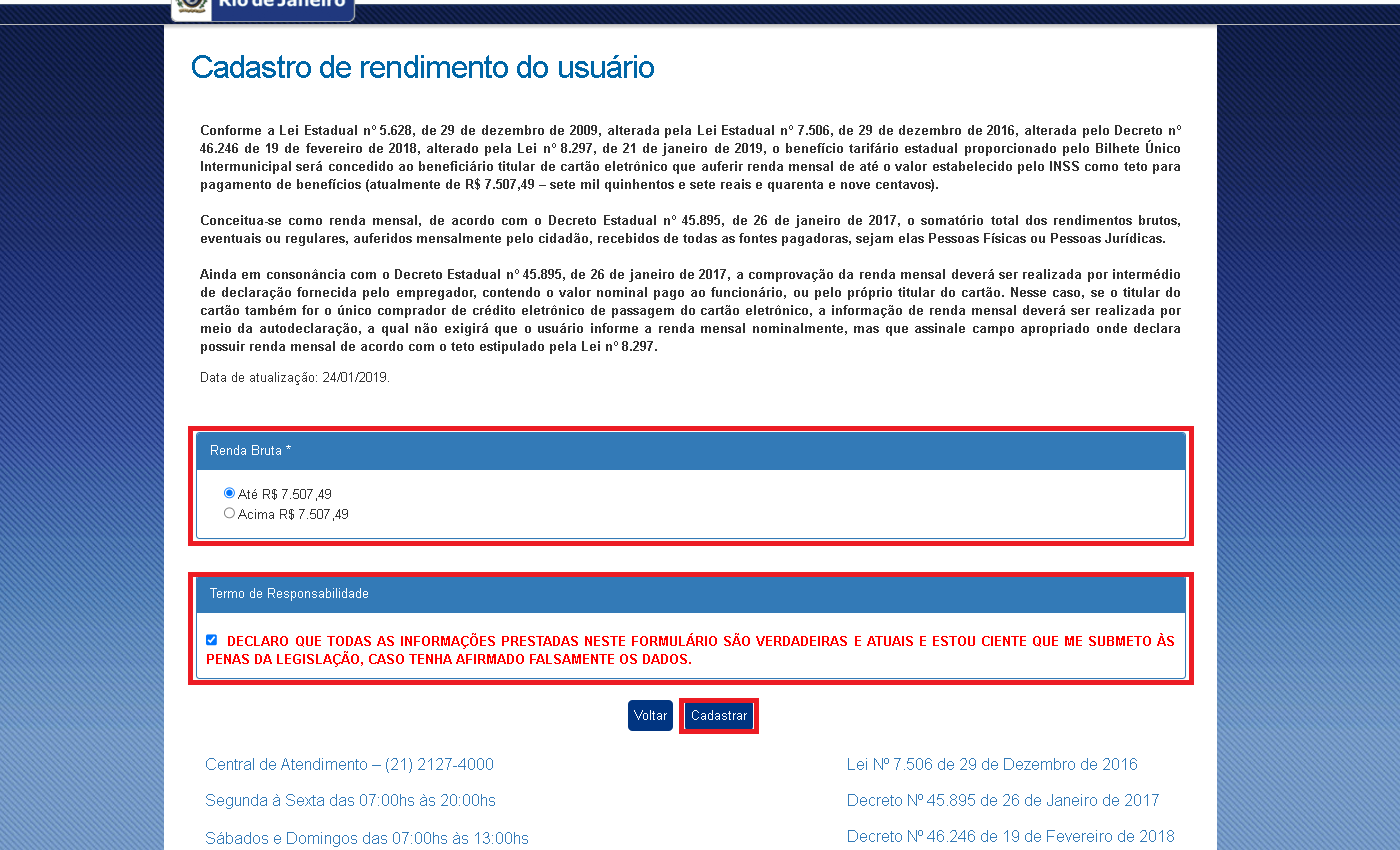 Rio de Janeiro
Cadastro de rendimento do usuário
Conforme a Lei Estadual nº 5.628, de 29 de dezembro de 2009, alterada pela Lei Estadual nº 7.506, de 29 de dezembro de 2016, alterada pelo Decreto nº
46.246 de 19 de fevereiro de 2018, alterado pela Lei nº 8.297, de 21 de janeiro de 2019, o benefício tarifário estadual proporcionado pelo Bilhete Único
Intermunicipal será concedido ao beneficiário titular de cartão eletrônico que auferir renda mensal de até o valor estabelecido pelo INSS como teto para
pagamento de benefícios (atualmente de R$ 7.507,49 – sete mil quinhentos e sete reais e quarenta e nove centavos).
Conceitua-se como renda mensal, de acordo com o Decreto Estadual nº 45.895, de 26 de janeiro de 2017, o somatório total dos rendimentos brutos,
eventuais ou regulares, auferidos mensalmente pelo cidadão, recebidos de todas as fontes pagadoras, sejam elas Pessoas Físicas ou Pessoas Jurídicas.
Ainda em consonância com o Decreto Estadual nº 45.895, de 26 de janeiro de 2017, a comprovação da renda mensal deverá ser realizada por intermédio
de declaração fornecida pelo empregador, contendo o valor nominal pago ao funcionário, ou pelo próprio titular do cartão. Nesse caso, se o titular do
cartão também for o único comprador de crédito eletrônico de passagem do cartão eletrônico, a informação de renda mensal deverá ser realizada por
meio da autodeclaração, a qual não exigirá que o usuário informe a renda mensal nominalmente, mas que assinale campo apropriado onde declara
possuir renda mensal de acordo com o teto estipulado pela Lei nº 8.297.
Data de atualização: 24/01/2019.
Renda Bruta *
Até R$ 7.507,49
Acima R$ 7.507,49
Termo de Responsabilidade
DECLARO QUE TODAS AS INFORMAÇÕES PRESTADAS NESTE FORMULÁRIO SÃO VERDADEIRAS E ATUAIS E ESTOU CIENTE QUE ME SUBMETO ÀS
PENAS DA LEGISLAÇÃO, CASO TENHA AFIRMADO FALSAMENTE OS DADOS.
Voltar Cadastrar
Central de Atendimento – (21) 2127-4000
Segunda à Sexta das 07:00hs às 20:00hs
Sábados e Domingos das 07:00hs às 13:00hs
Lei Nº 7.506 de 29 de Dezembro de 2016
Decreto Nº 45.895 de 26 de Janeiro de 2017
Decreto Nº 46.246 de 19 de Fevereiro de 2018